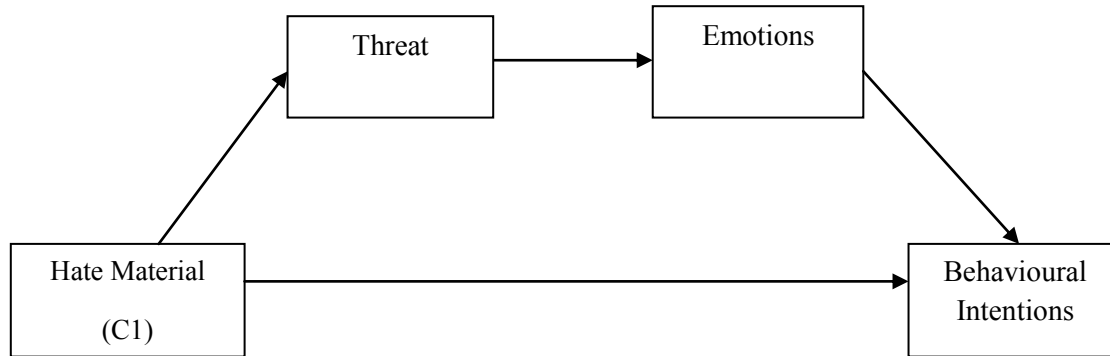 Threat
Emotions
Hate Material
(C1)
Behavioural
Intentions